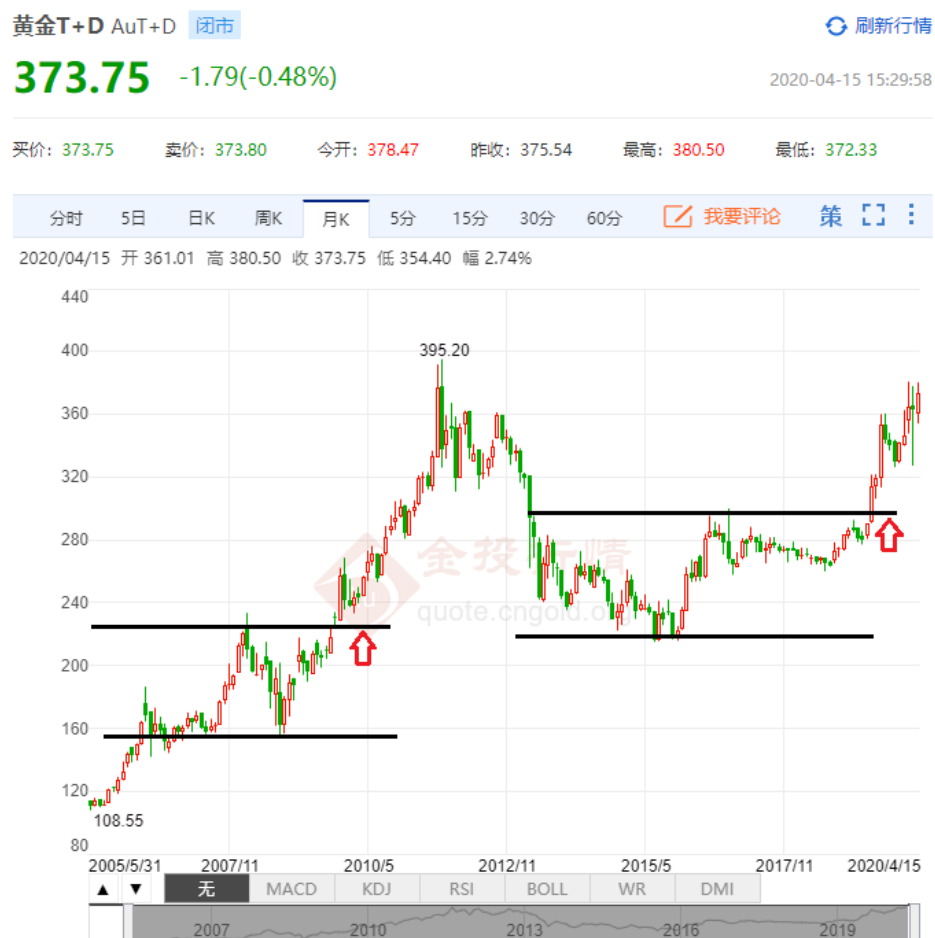 黄金T+D AuT+D 闭市 刷新行情
373.75 -1.79(-0.48%) 2020-04-15 15:29:58
买价：373.75 卖价：373.80 今开：378.47 昨收：375.54 最高：380.50 最低：372.33
分时 5日 日K 周K 月K 5分 15分 30分 60分 我要评论 策
2020/04/15 开 361.01 高 380.50 收 373.75 低 354.40 幅 2.74%
440
395.20
400
360
320
280
金投行情
240
quote.cngold.o
200
160
120
108.55
80
2005/5/31 2007/11 2010/5 2012/11 2015/5 2017/11 2020/4/15
▲ ▼ 无 MACD KDJ RSI BOLL WR DMI
2007 2010 2013 2016 2019